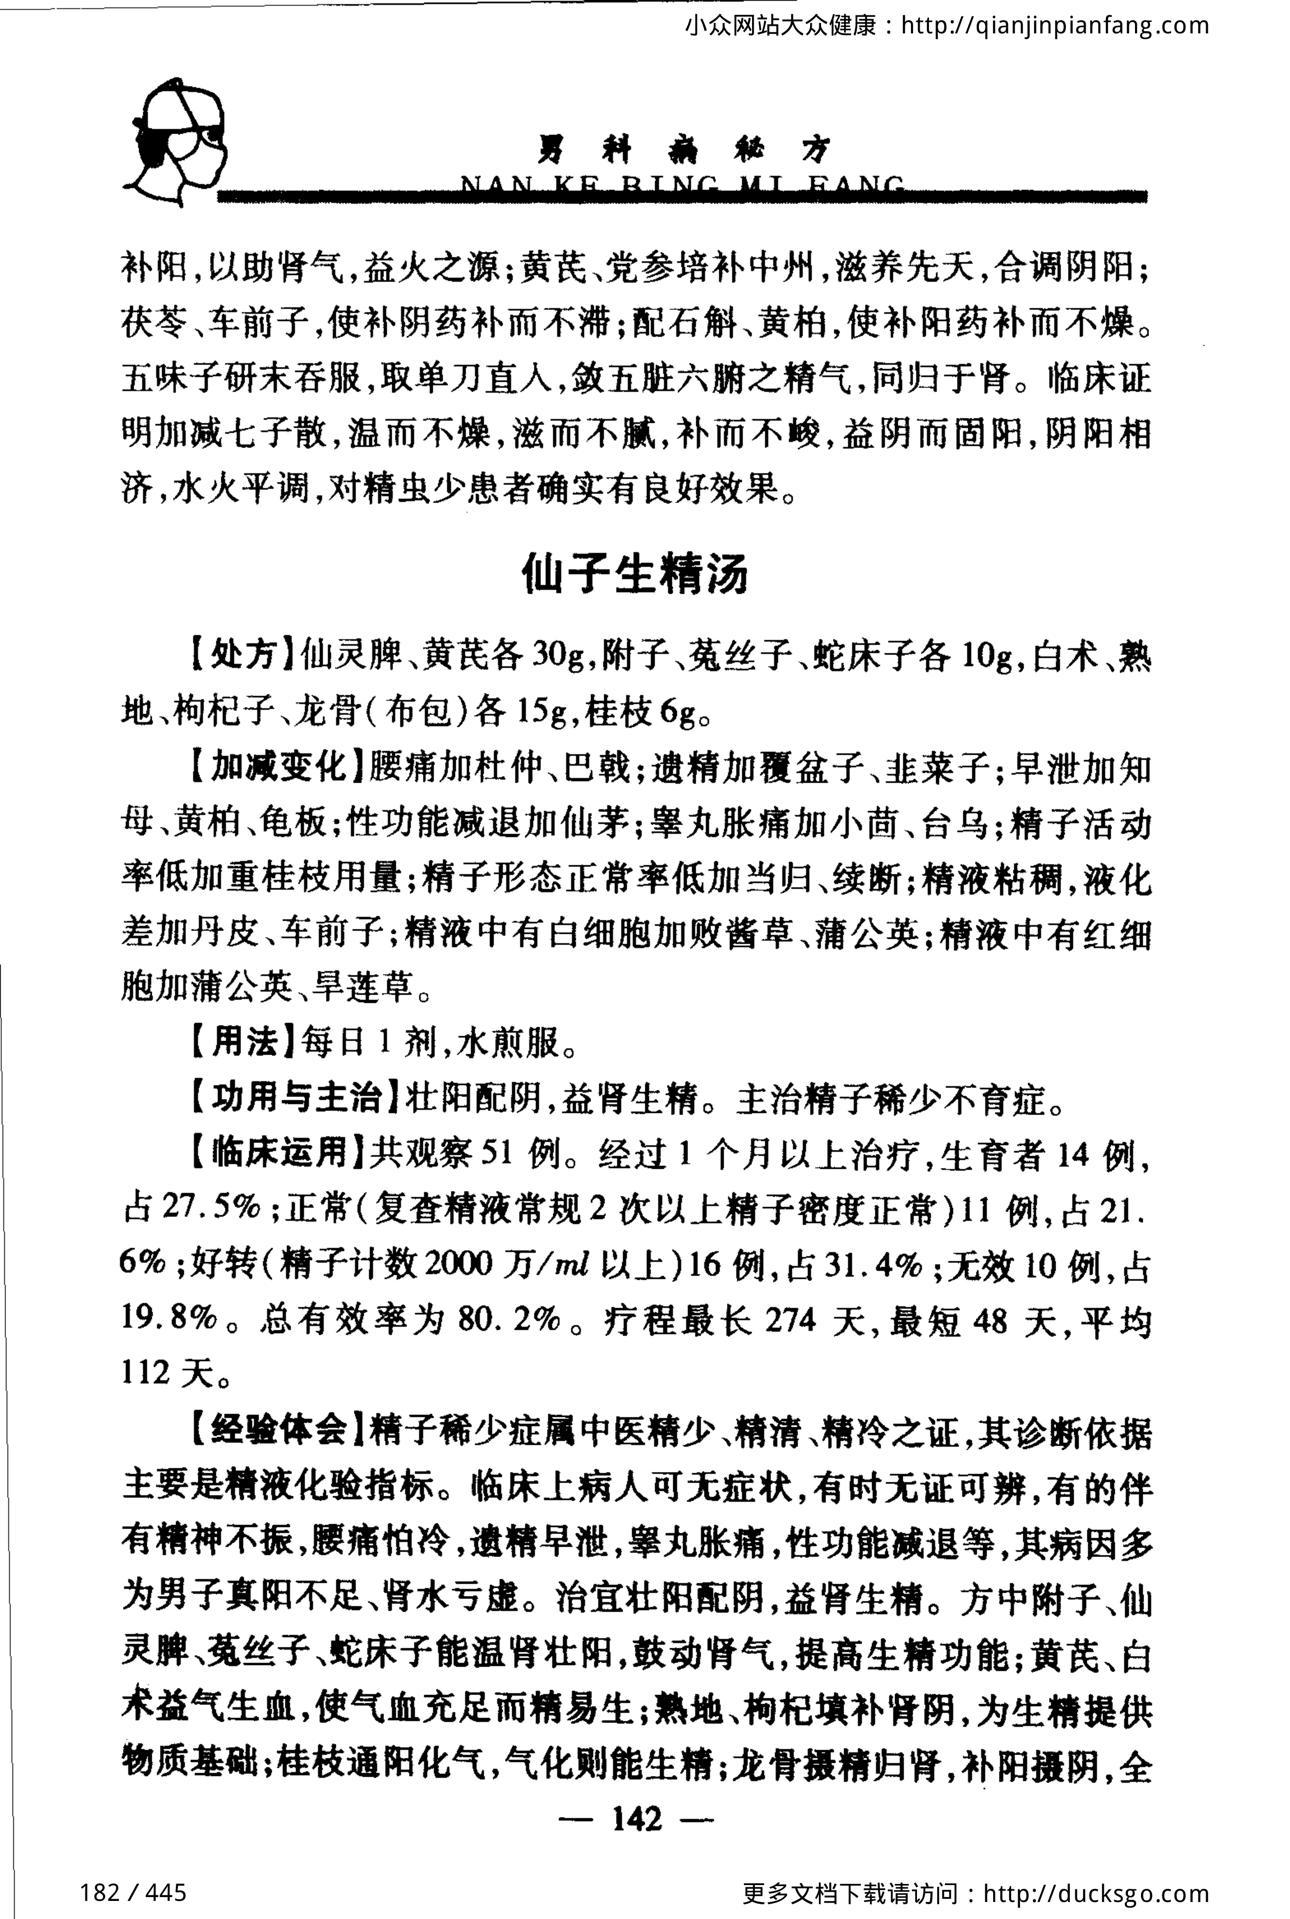 小众网站大众健康：http://qianjinpianfang.com
男科病秘方
NAN KE BING MI FANG
补阳，以助肾气，益火之源；黄芪、党参培补中州，滋养先天，合调阴阳；
茯苓、车前子，使补阴药补而不滞；配石斛、黄柏，使补阳药补而不燥。
五味子研末吞服，取单刀直人，敛五脏六腑之精气，同归于肾。临床证
明加减七子散，温而不燥，滋而不腻，补而不峻，益阴而固阳，阴阳相
济，水火平调，对精虫少患者确实有良好效果。
仙子生精汤
【处方】仙灵脾、黄芪各 30g，附子、菟丝子、蛇床子各 10g，白术、熟
地、枸杞子、龙骨（布包）各 15g，桂枝 6g。
【加减变化】腰痛加杜仲、巴戟；遗精加覆盆子、韭菜子；早泄加知
母、黄柏、龟板；性功能减退加仙茅；睾丸胀痛加小茴、台乌；精子活动
率低加重桂枝用量；精子形态正常率低加当归、续断；精液粘稠，液化
差加丹皮、车前子；精液中有白细胞加败酱草、蒲公英；精液中有红细
胞加蒲公英、旱莲草。
【用法】每日 1 剂，水煎服。
【功用与主治】壮阳配阴，益肾生精。主治精子稀少不育症。
【临床运用】共观察 51 例。经过 1 个月以上治疗，生育者 14 例，
占 27.5%；正常（复查精液常规 2 次以上精子密度正常）11 例，占 21.
6%；好转（精子计数 2000 万/ml 以上）16 例，占 31.4%；无效 10 例，占
19.8%。总有效率为 80.2%。疗程最长 274 天，最短 48 天，平均
112 天。
【经验体会】精子稀少症属中医精少、精清、精冷之证，其诊断依据
主要是精液化验指标。临床上病人可无症状，有时无证可辨，有的伴
有精神不振，腰痛怕冷，遗精早泄，睾丸胀痛，性功能减退等，其病因多
为男子真阳不足、肾水亏虚。治宜壮阳配阴，益肾生精。方中附子、仙
灵脾、菟丝子、蛇床子能温肾壮阳，鼓动肾气，提高生精功能；黄芪、白
术益气生血，使气血充足而精易生；熟地、枸杞填补肾阴，为生精提供
物质基础；桂枝通阳化气，气化则能生精；龙骨摄精归肾，补阳摄阴，全
— 142 —
182 / 445
更多文档下载请访问：http://ducksgo.com